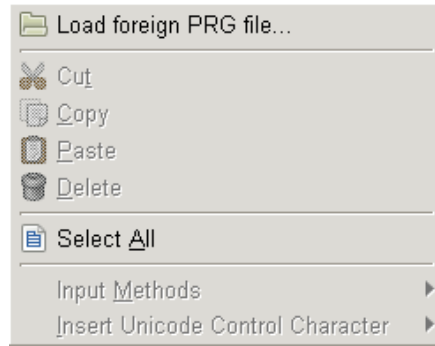 Load foreign PRG file...
Cut
Copy
Paste
Delete
Select All
Input Methods
Insert Unicode Control Character